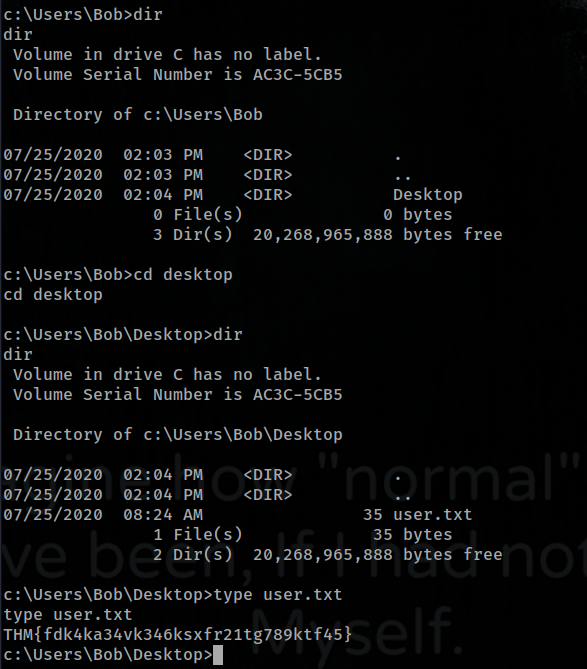 c:\Users\Bob>dir
dir
 Volume in drive C has no label.
 Volume Serial Number is AC3C-5CB5

 Directory of c:\Users\Bob

07/25/2020  02:03 PM    <DIR>          .
07/25/2020  02:03 PM    <DIR>          ..
07/25/2020  02:04 PM    <DIR>          Desktop
               0 File(s)              0 bytes
               3 Dir(s)  20,268,965,888 bytes free

c:\Users\Bob>cd desktop
cd desktop

c:\Users\Bob\Desktop>dir
dir
 Volume in drive C has no label.
 Volume Serial Number is AC3C-5CB5

 Directory of c:\Users\Bob\Desktop

07/25/2020  02:04 PM    <DIR>          .
07/25/2020  02:04 PM    <DIR>          ..
07/25/2020  08:24 AM                35 user.txt
               1 File(s)             35 bytes
               2 Dir(s)  20,268,965,888 bytes free

c:\Users\Bob\Desktop>type user.txt
type user.txt
THM{fdk4ka34vk346ksxfr21tg789ktf45}
c:\Users\Bob\Desktop>
how "normal"
been, If I had not
Myself.